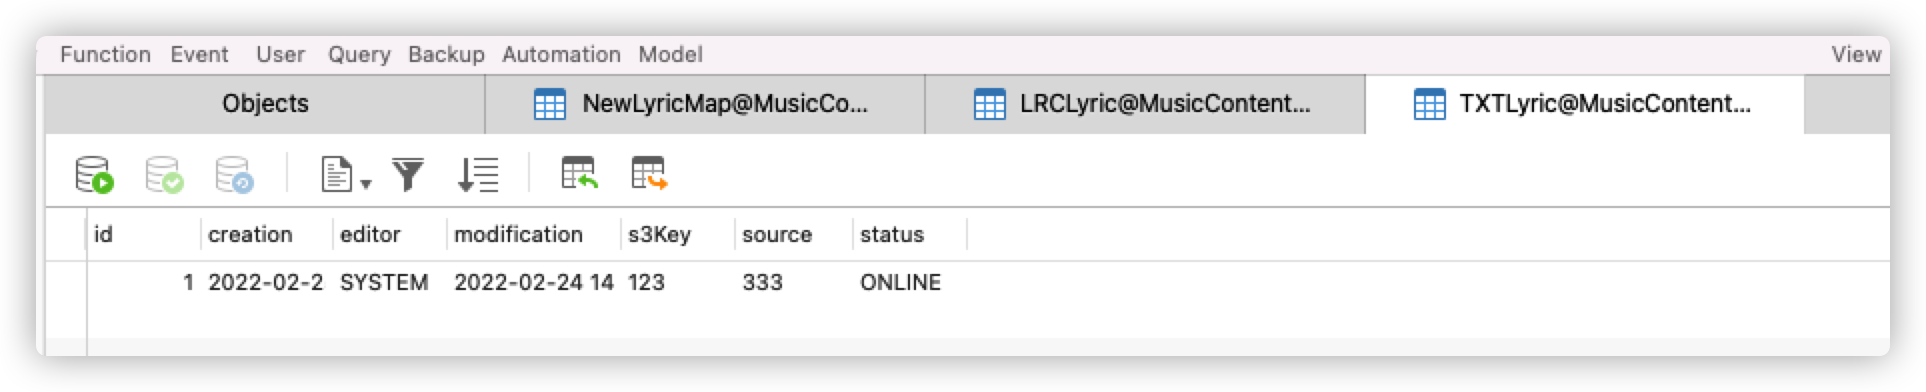 Function Event User Query Backup Automation Model View
Objects NewLyricMap@MusicCo... LRCLyric@MusicContent... TXTLyric@MusicContent...
id creation editor modification s3Key source status
1 2022-02-2 SYSTEM 2022-02-24 14 123 333 ONLINE